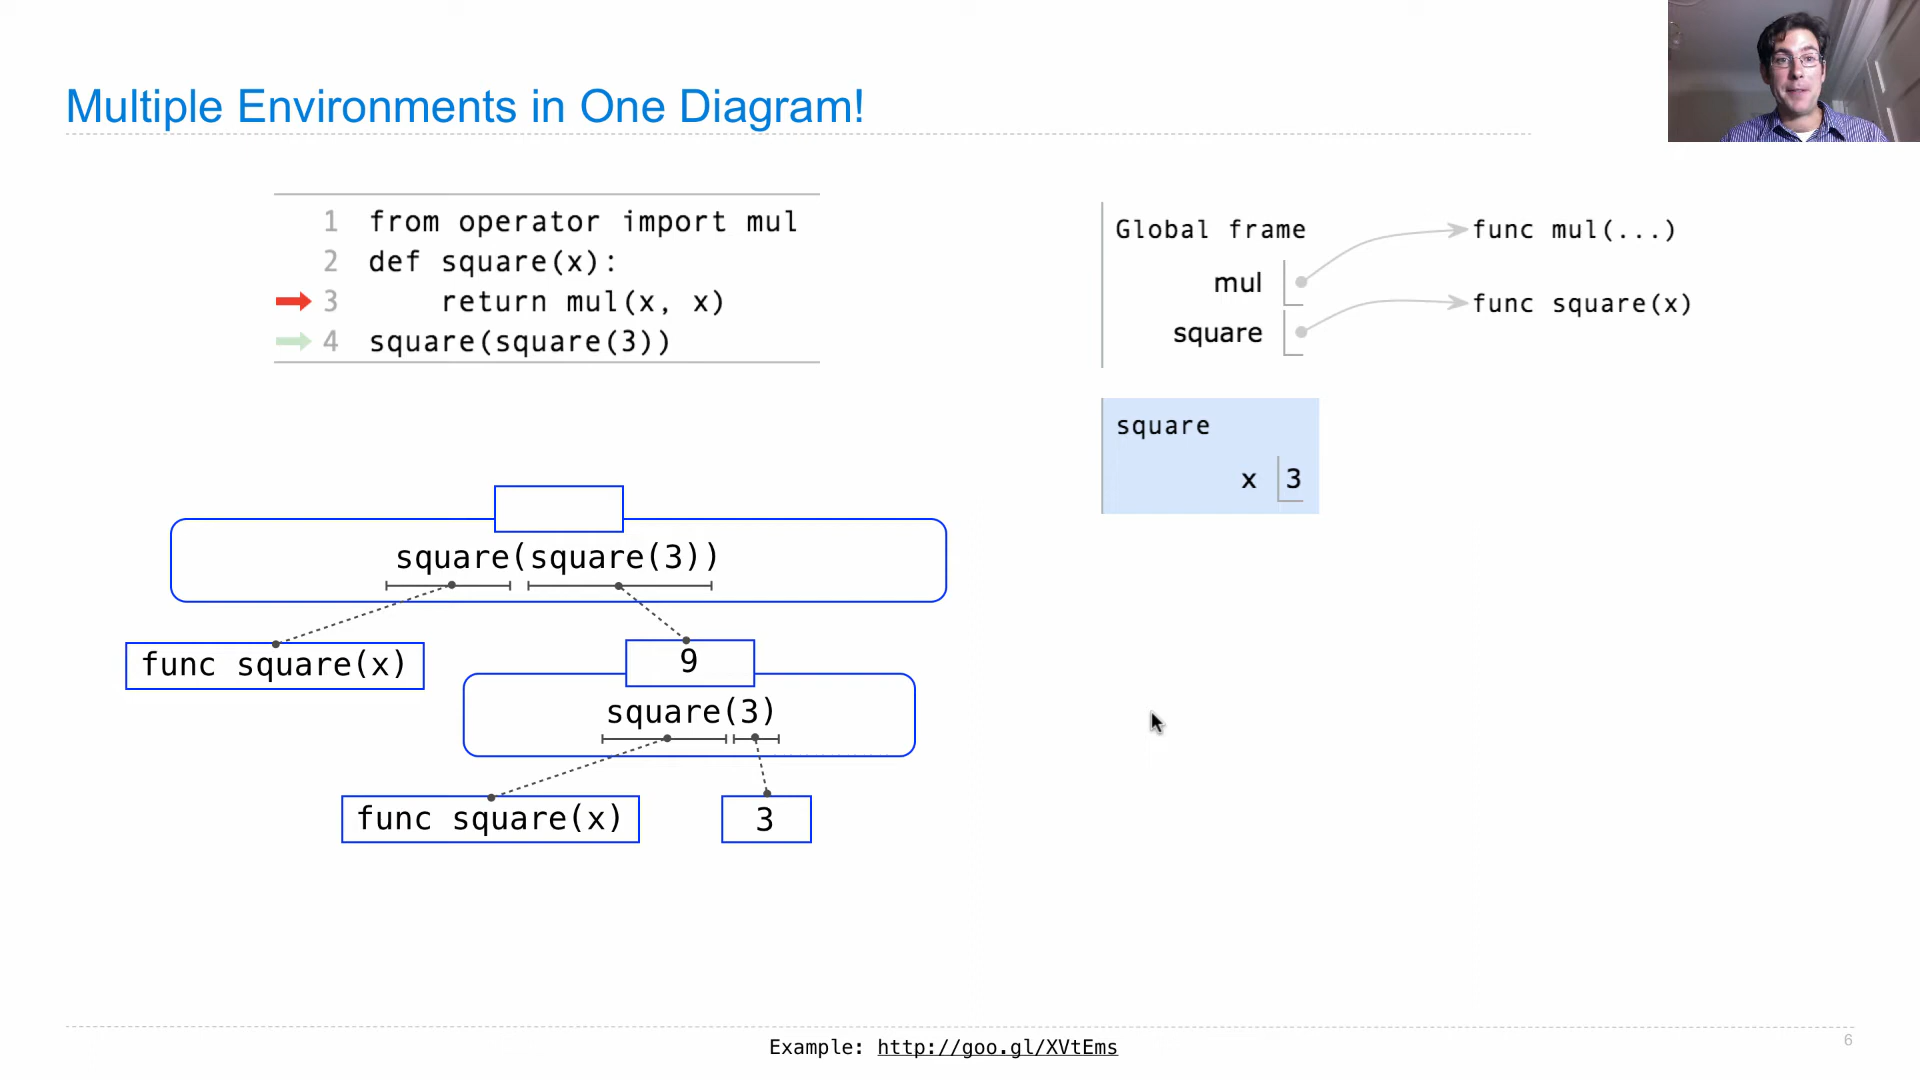 Multiple Environments in One Diagram!
1 from operator import mul
2 def square(x):
3     return mul(x, x)
4 square(square(3))
Global frame
mul
square
func mul(...)
func square(x)
square
x 3
square(square(3))
func square(x)
9
square(3)
func square(x)
3
Example: http://goo.gl/XVtEms
6